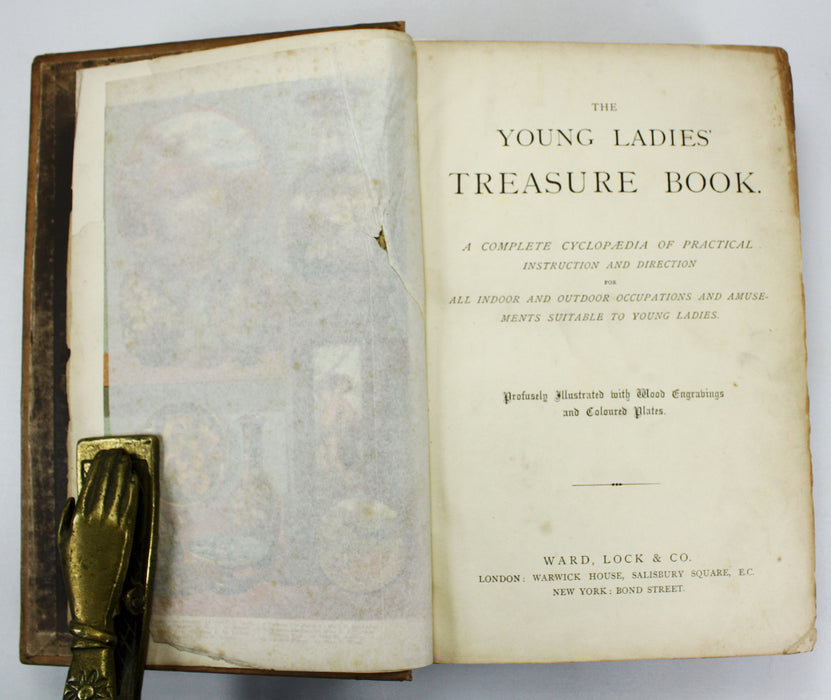 THE
YOUNG LADIES'
TREASURE BOOK.
A COMPLETE CYCLOPÆDIA OF PRACTICAL
INSTRUCTION AND DIRECTION
FOR
ALL INDOOR AND OUTDOOR OCCUPATIONS AND AMUSE-
MENTS SUITABLE TO YOUNG LADIES.
Profusely Illustrated with Wood Engravings
and Coloured Plates.
WARD, LOCK & CO.
LONDON: WARWICK HOUSE, SALISBURY SQUARE, E.C.
NEW YORK: BOND STREET.